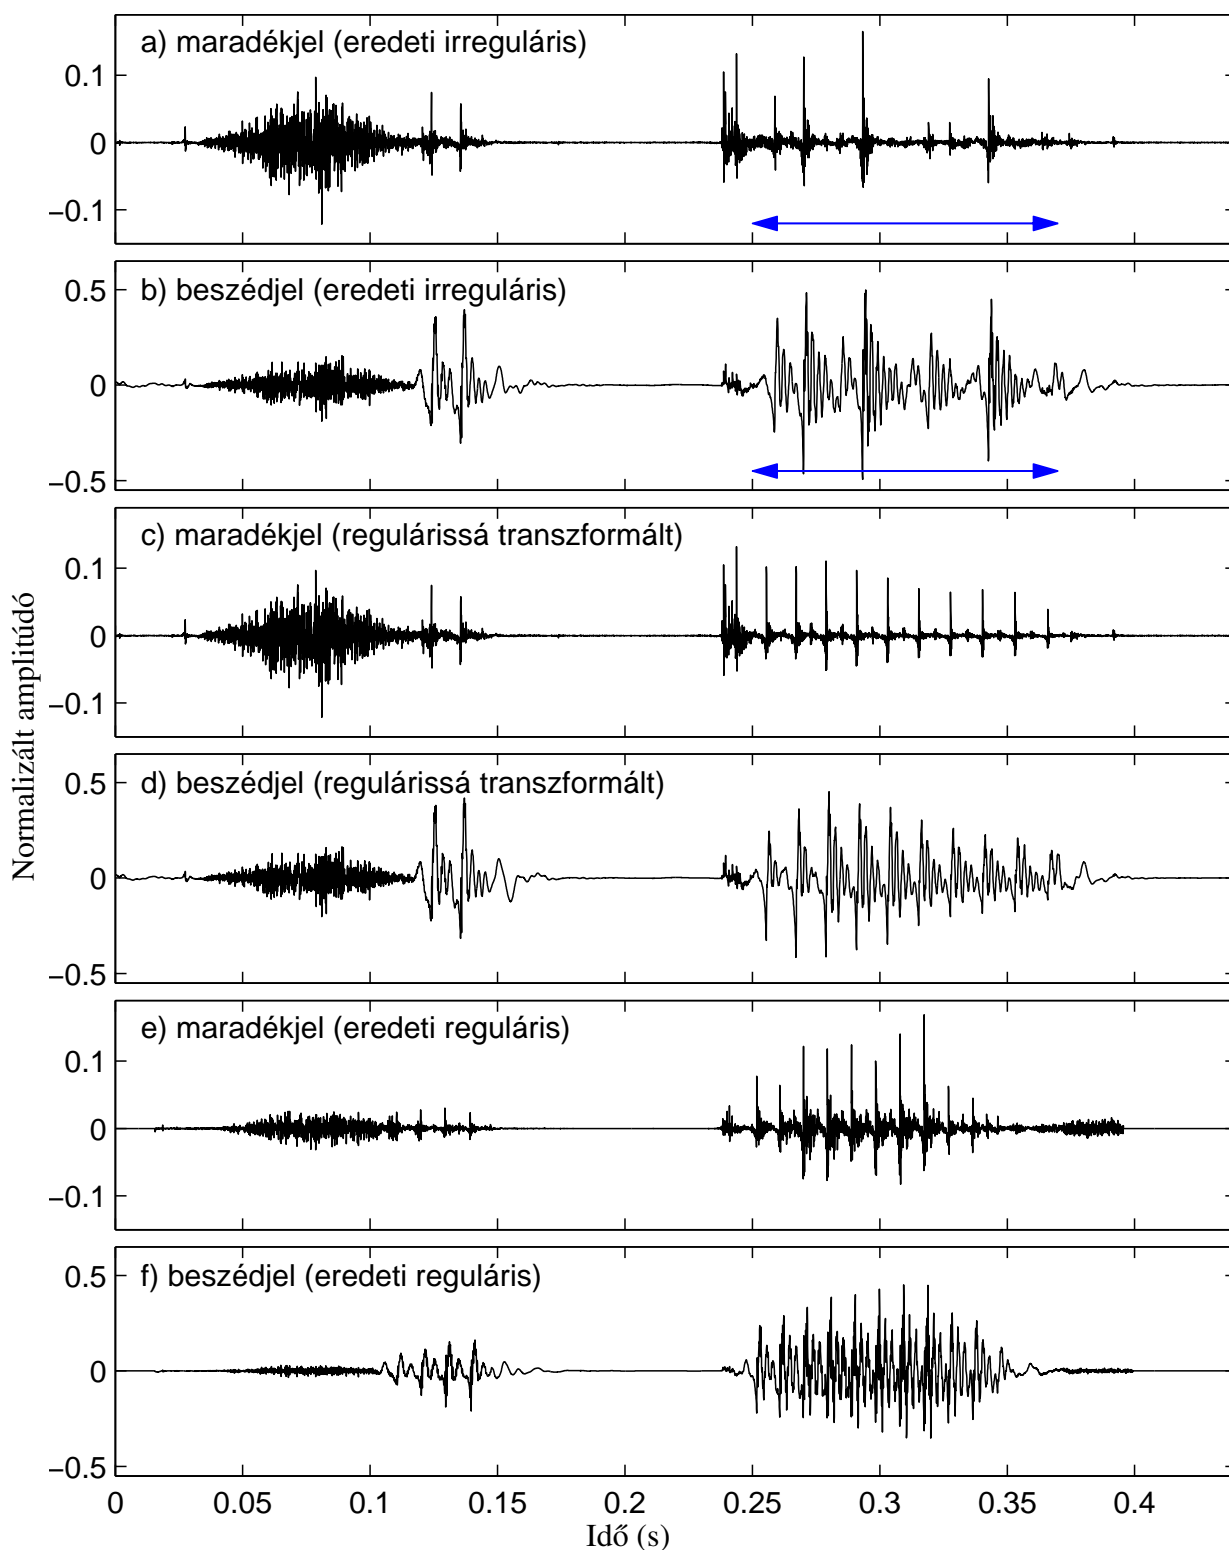 a) maradékjel (eredeti irreguláris)
0.1
0
−0.1
b) beszédjel (eredeti irreguláris)
0.5
0
−0.5
c) maradékjel (regulárissá transzformált)
0.1
0
−0.1
Normalizált amplitúdó
d) beszédjel (regulárissá transzformált)
0.5
0
−0.5
e) maradékjel (eredeti reguláris)
0.1
0
−0.1
f) beszédjel (eredeti reguláris)
0.5
0
−0.5
0 0.05 0.1 0.15 0.2 0.25 0.3 0.35 0.4
Idő (s)